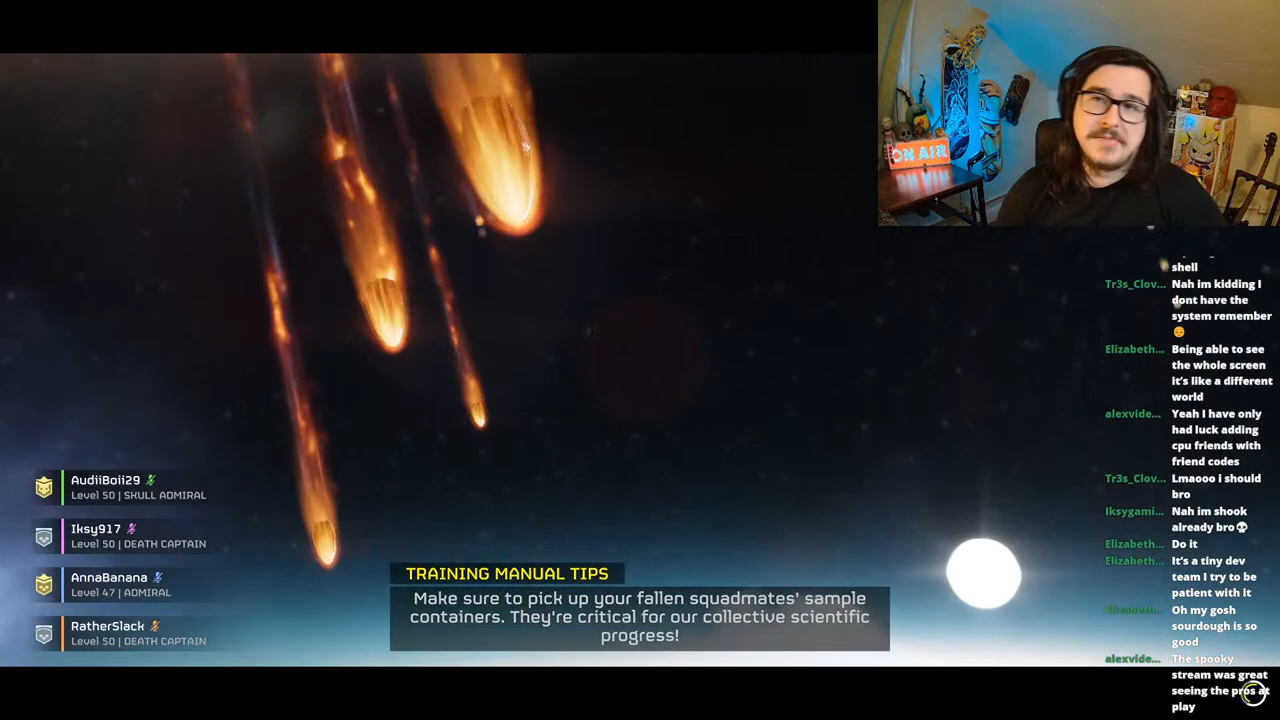 ON AIR
shell
Tr3s_Clov... Nah im kidding I
dont have the
system remember
Elizabeth... Being able to see
the whole screen
it's like a different
world
alexvide... Yeah I have only
had luck adding
cpu friends with
friend codes
Tr3s_Clov... Lmaooo i should
bro
Iksygami... Nah im shook
already bro
Elizabeth... Do it
Elizabeth... It's a tiny dev
team I try to be
patient with it
Elizabeth... Oh my gosh
sourdough is so
good
alexvide... The spooky
stream was great
seeing the pros at
play
AudiiBoii29
Level 50 | SKULL ADMIRAL
Iksy917
Level 50 | DEATH CAPTAIN
AnnaBanana
Level 47 | ADMIRAL
RatherSlack
Level 50 | DEATH CAPTAIN
TRAINING MANUAL TIPS
Make sure to pick up your fallen squadmates' sample
containers. They're critical for our collective scientific
progress!